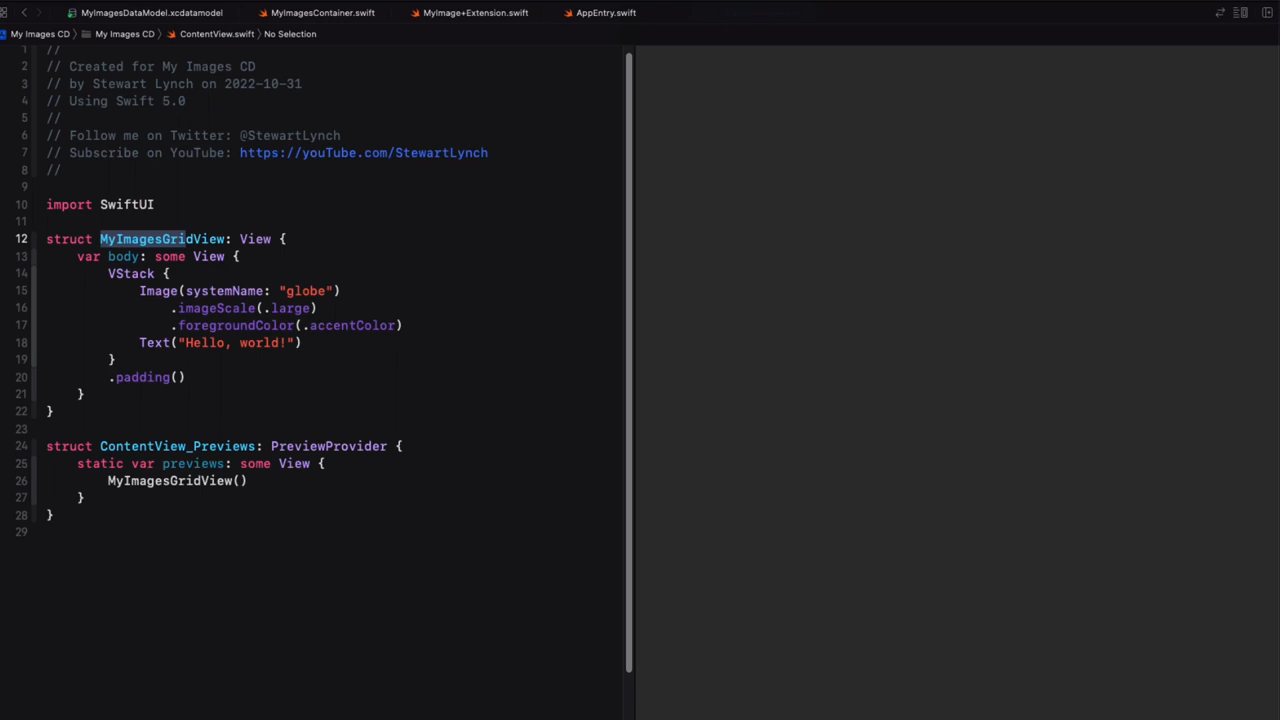 MyImagesDataModel.xcdatamodel
MyImagesContainer.swift
MyImage+Extension.swift
AppEntry.swift
My Images CD 〉 My Images CD 〉 ContentView.swift 〉 No Selection
1 //
2 // Created for My Images CD
3 // by Stewart Lynch on 2022-10-31
4 // Using Swift 5.0
5 //
6 // Follow me on Twitter: @StewartLynch
7 // Subscribe on YouTube: https://youTube.com/StewartLynch
8 //
9
10 import SwiftUI
11
12 struct MyImagesGridView: View {
13 var body: some View {
14 VStack {
15 Image(systemName: "globe")
16 .imageScale(.large)
17 .foregroundColor(.accentColor)
18 Text("Hello, world!")
19 }
20 .padding()
21 }
22 }
23
24 struct ContentView_Previews: PreviewProvider {
25 static var previews: some View {
26 MyImagesGridView()
27 }
28 }
29